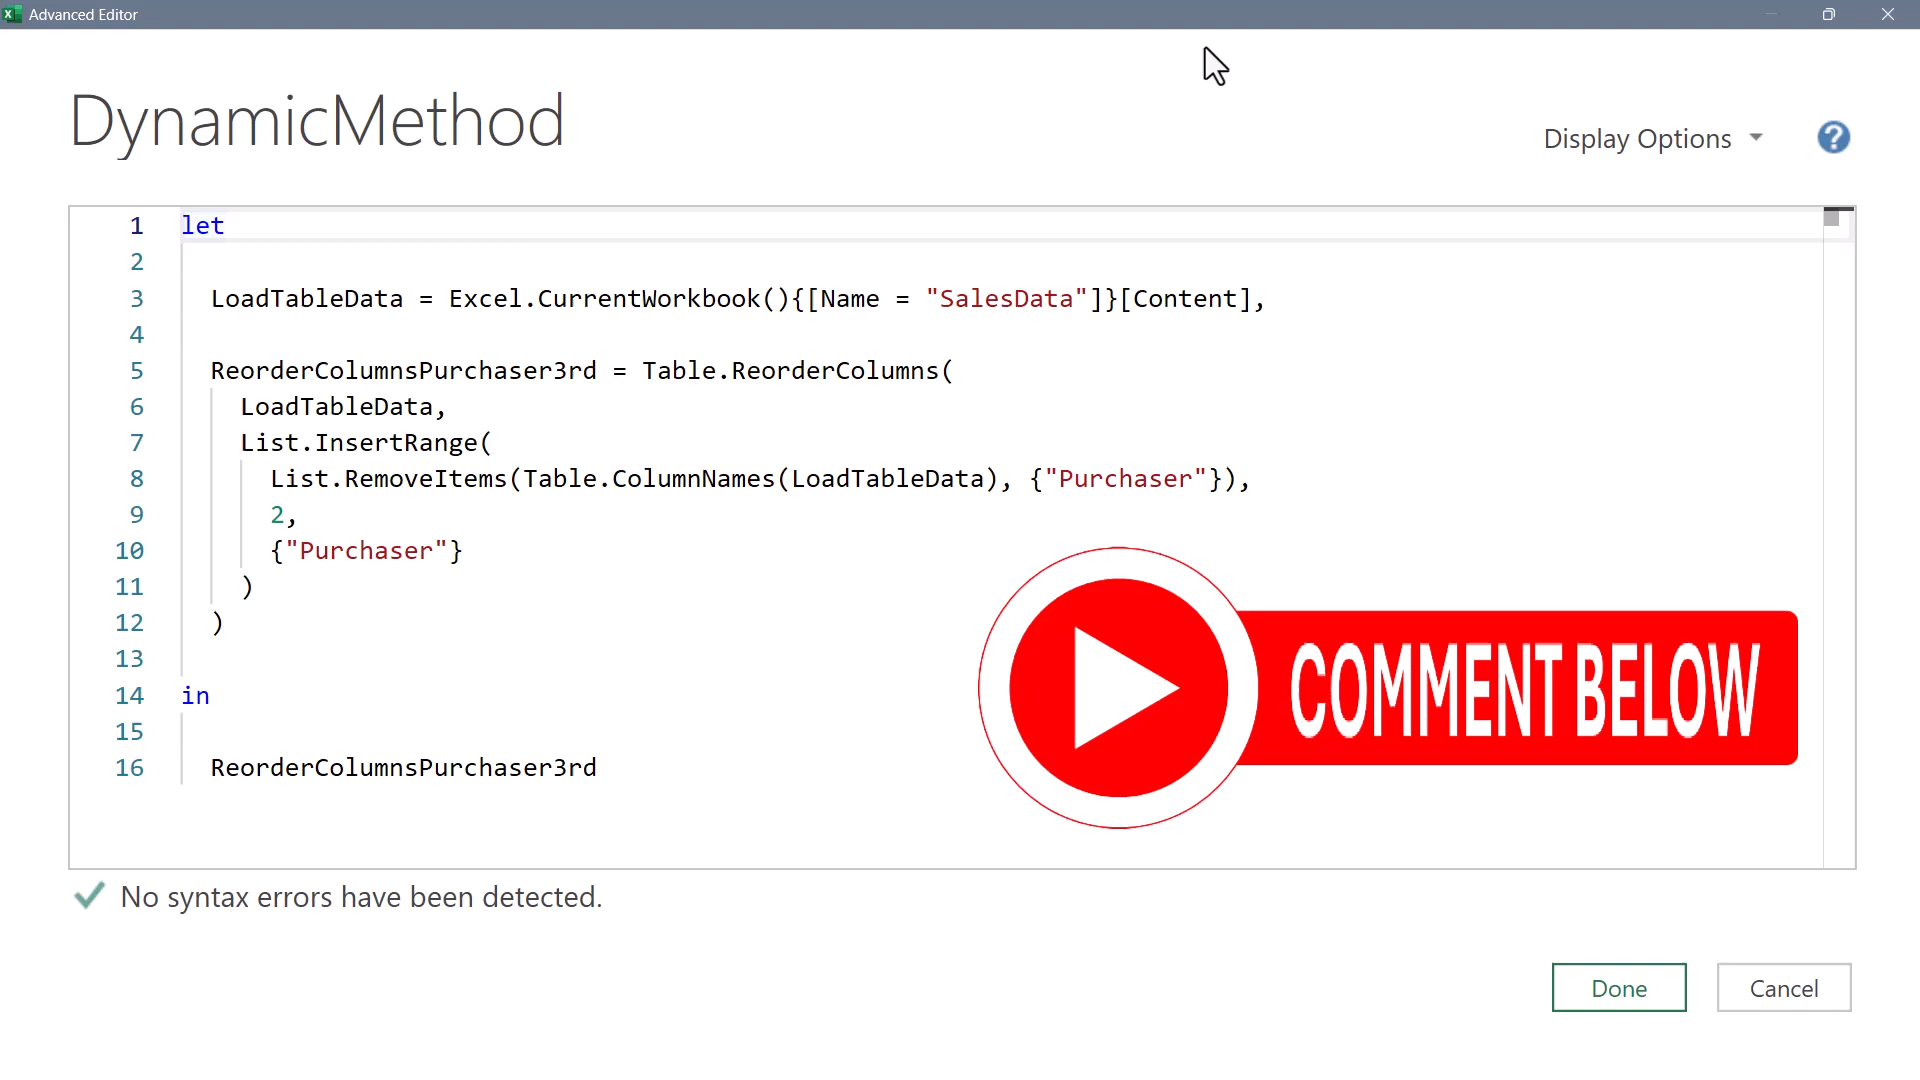 Advanced Editor
DynamicMethod
Display Options
?
1 let
2
3 LoadTableData = Excel.CurrentWorkbook(){[Name = "SalesData"]}[Content],
4
5 ReorderColumnsPurchaser3rd = Table.ReorderColumns(
6 LoadTableData,
7 List.InsertRange(
8 List.RemoveItems(Table.ColumnNames(LoadTableData), {"Purchaser"}),
9 2,
10 {"Purchaser"}
11 )
12 )
13
14 in
15
16 ReorderColumnsPurchaser3rd
COMMENT BELOW
No syntax errors have been detected.
Done
Cancel